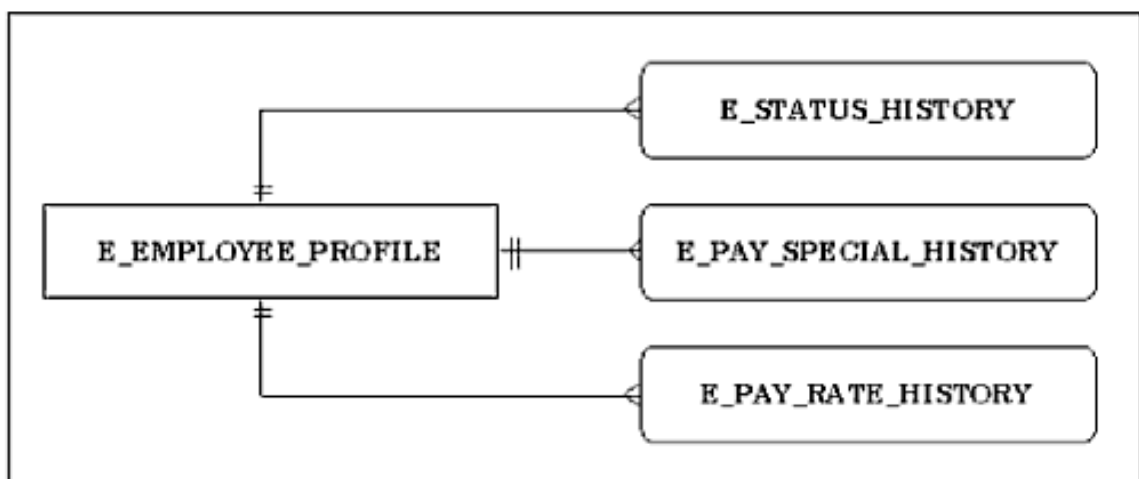 E_STATUS_HISTORY
E_EMPLOYEE_PROFILE
E_PAY_SPECIAL_HISTORY
E_PAY_RATE_HISTORY